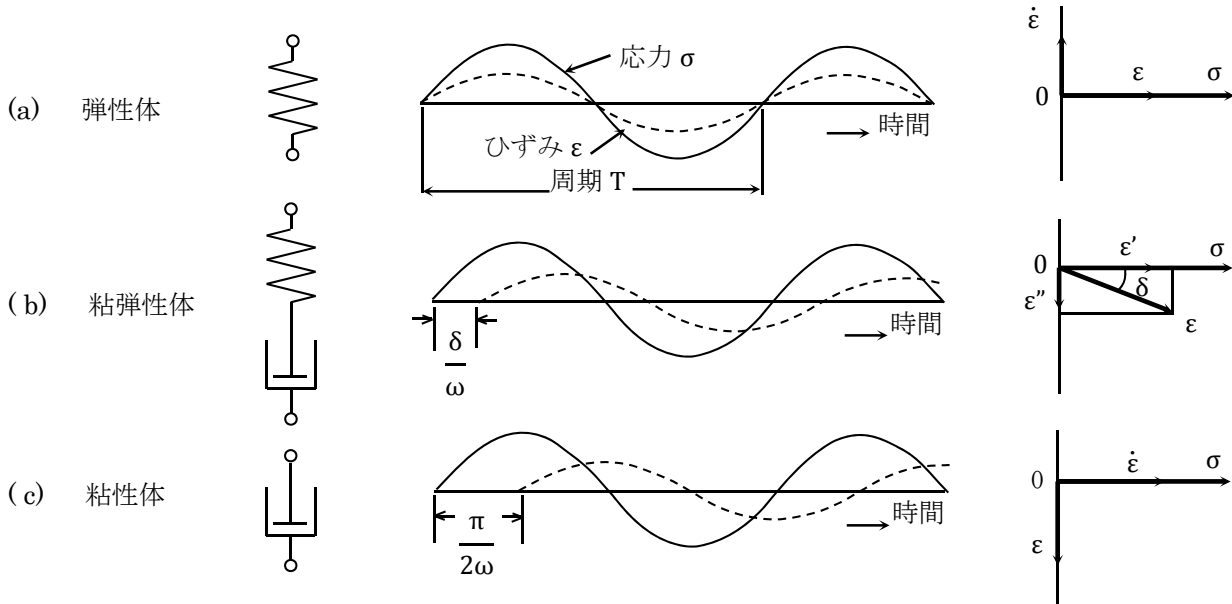 (a) 弾性体
応力 σ
ひずみ ε
時間
周期 T
ε̇
0
ε σ
(b) 粘弾性体
時間
δ
ω
0
ε' σ
ε"
δ
ε
(c) 粘性体
時間
π
2ω
0
ε̇ σ
ε